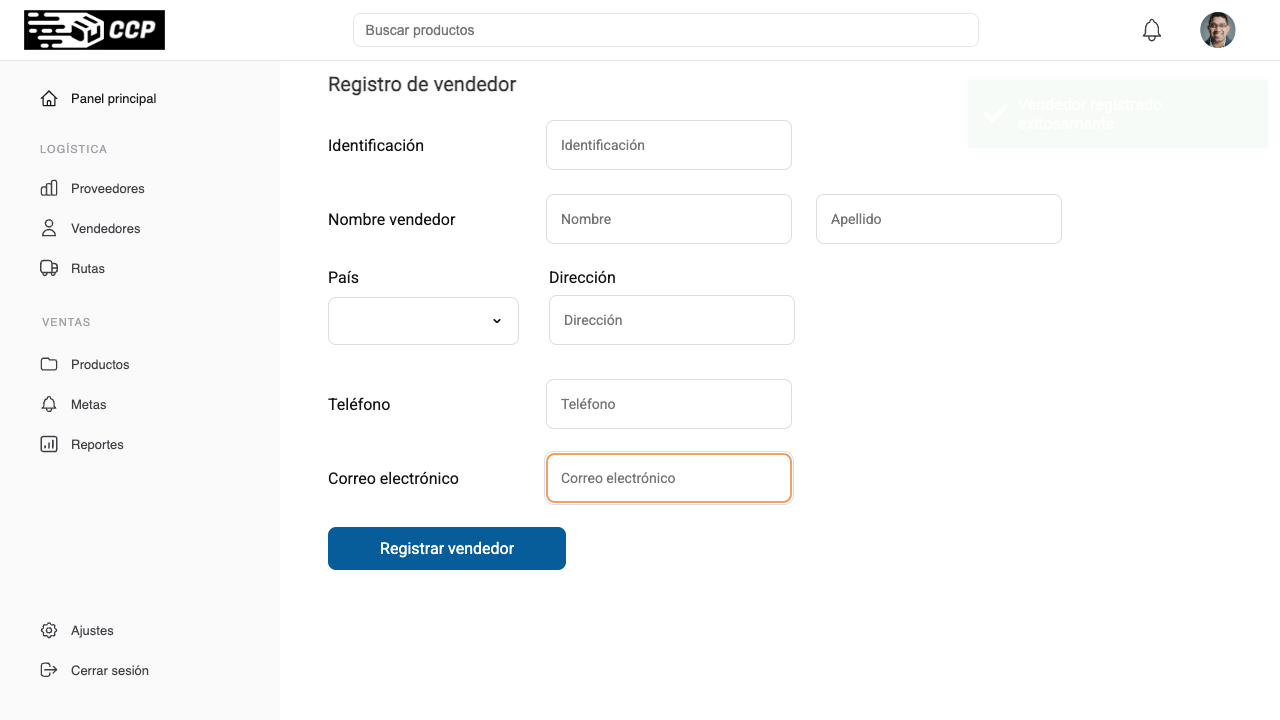 CCP
Buscar productos
Panel principal
LOGÍSTICA
Proveedores
Vendedores
Rutas
VENTAS
Productos
Metas
Reportes
Ajustes
Cerrar sesión
Registro de vendedor
Vendedor registrado
exitosamante
Identificación
Identificación
Nombre vendedor
Nombre
Apellido
País
Dirección
Dirección
Teléfono
Teléfono
Correo electrónico
Correo electrónico
Registrar vendedor